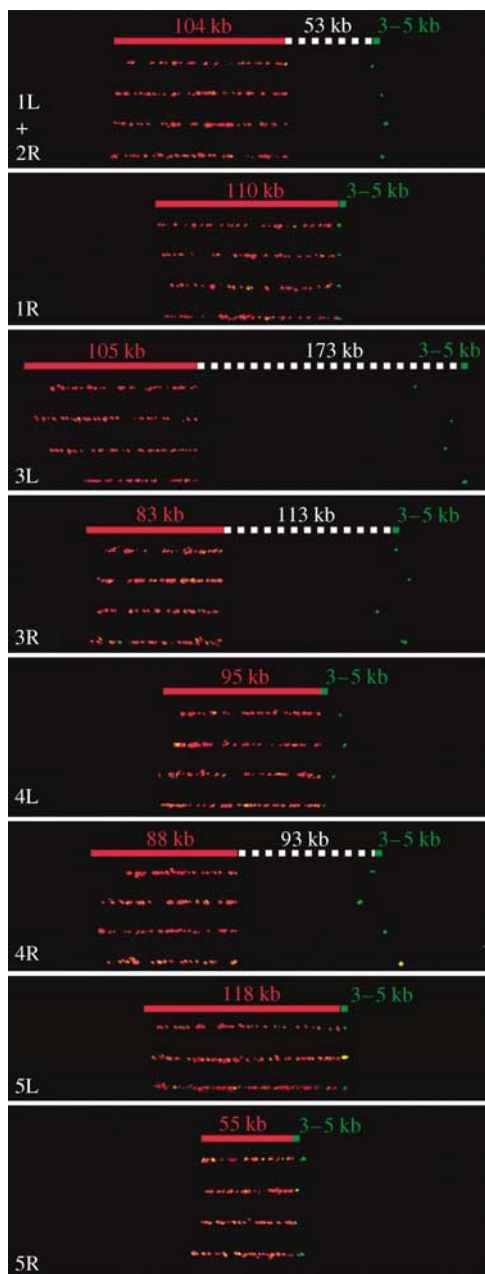 104 kb 53 kb 3–5 kb
1L
+
2R
110 kb 3–5 kb
1R
105 kb 173 kb 3–5 kb
3L
83 kb 113 kb 3–5 kb
3R
95 kb 3–5 kb
4L
88 kb 93 kb 3–5 kb
4R
118 kb 3–5 kb
5L
55 kb 3–5 kb
5R